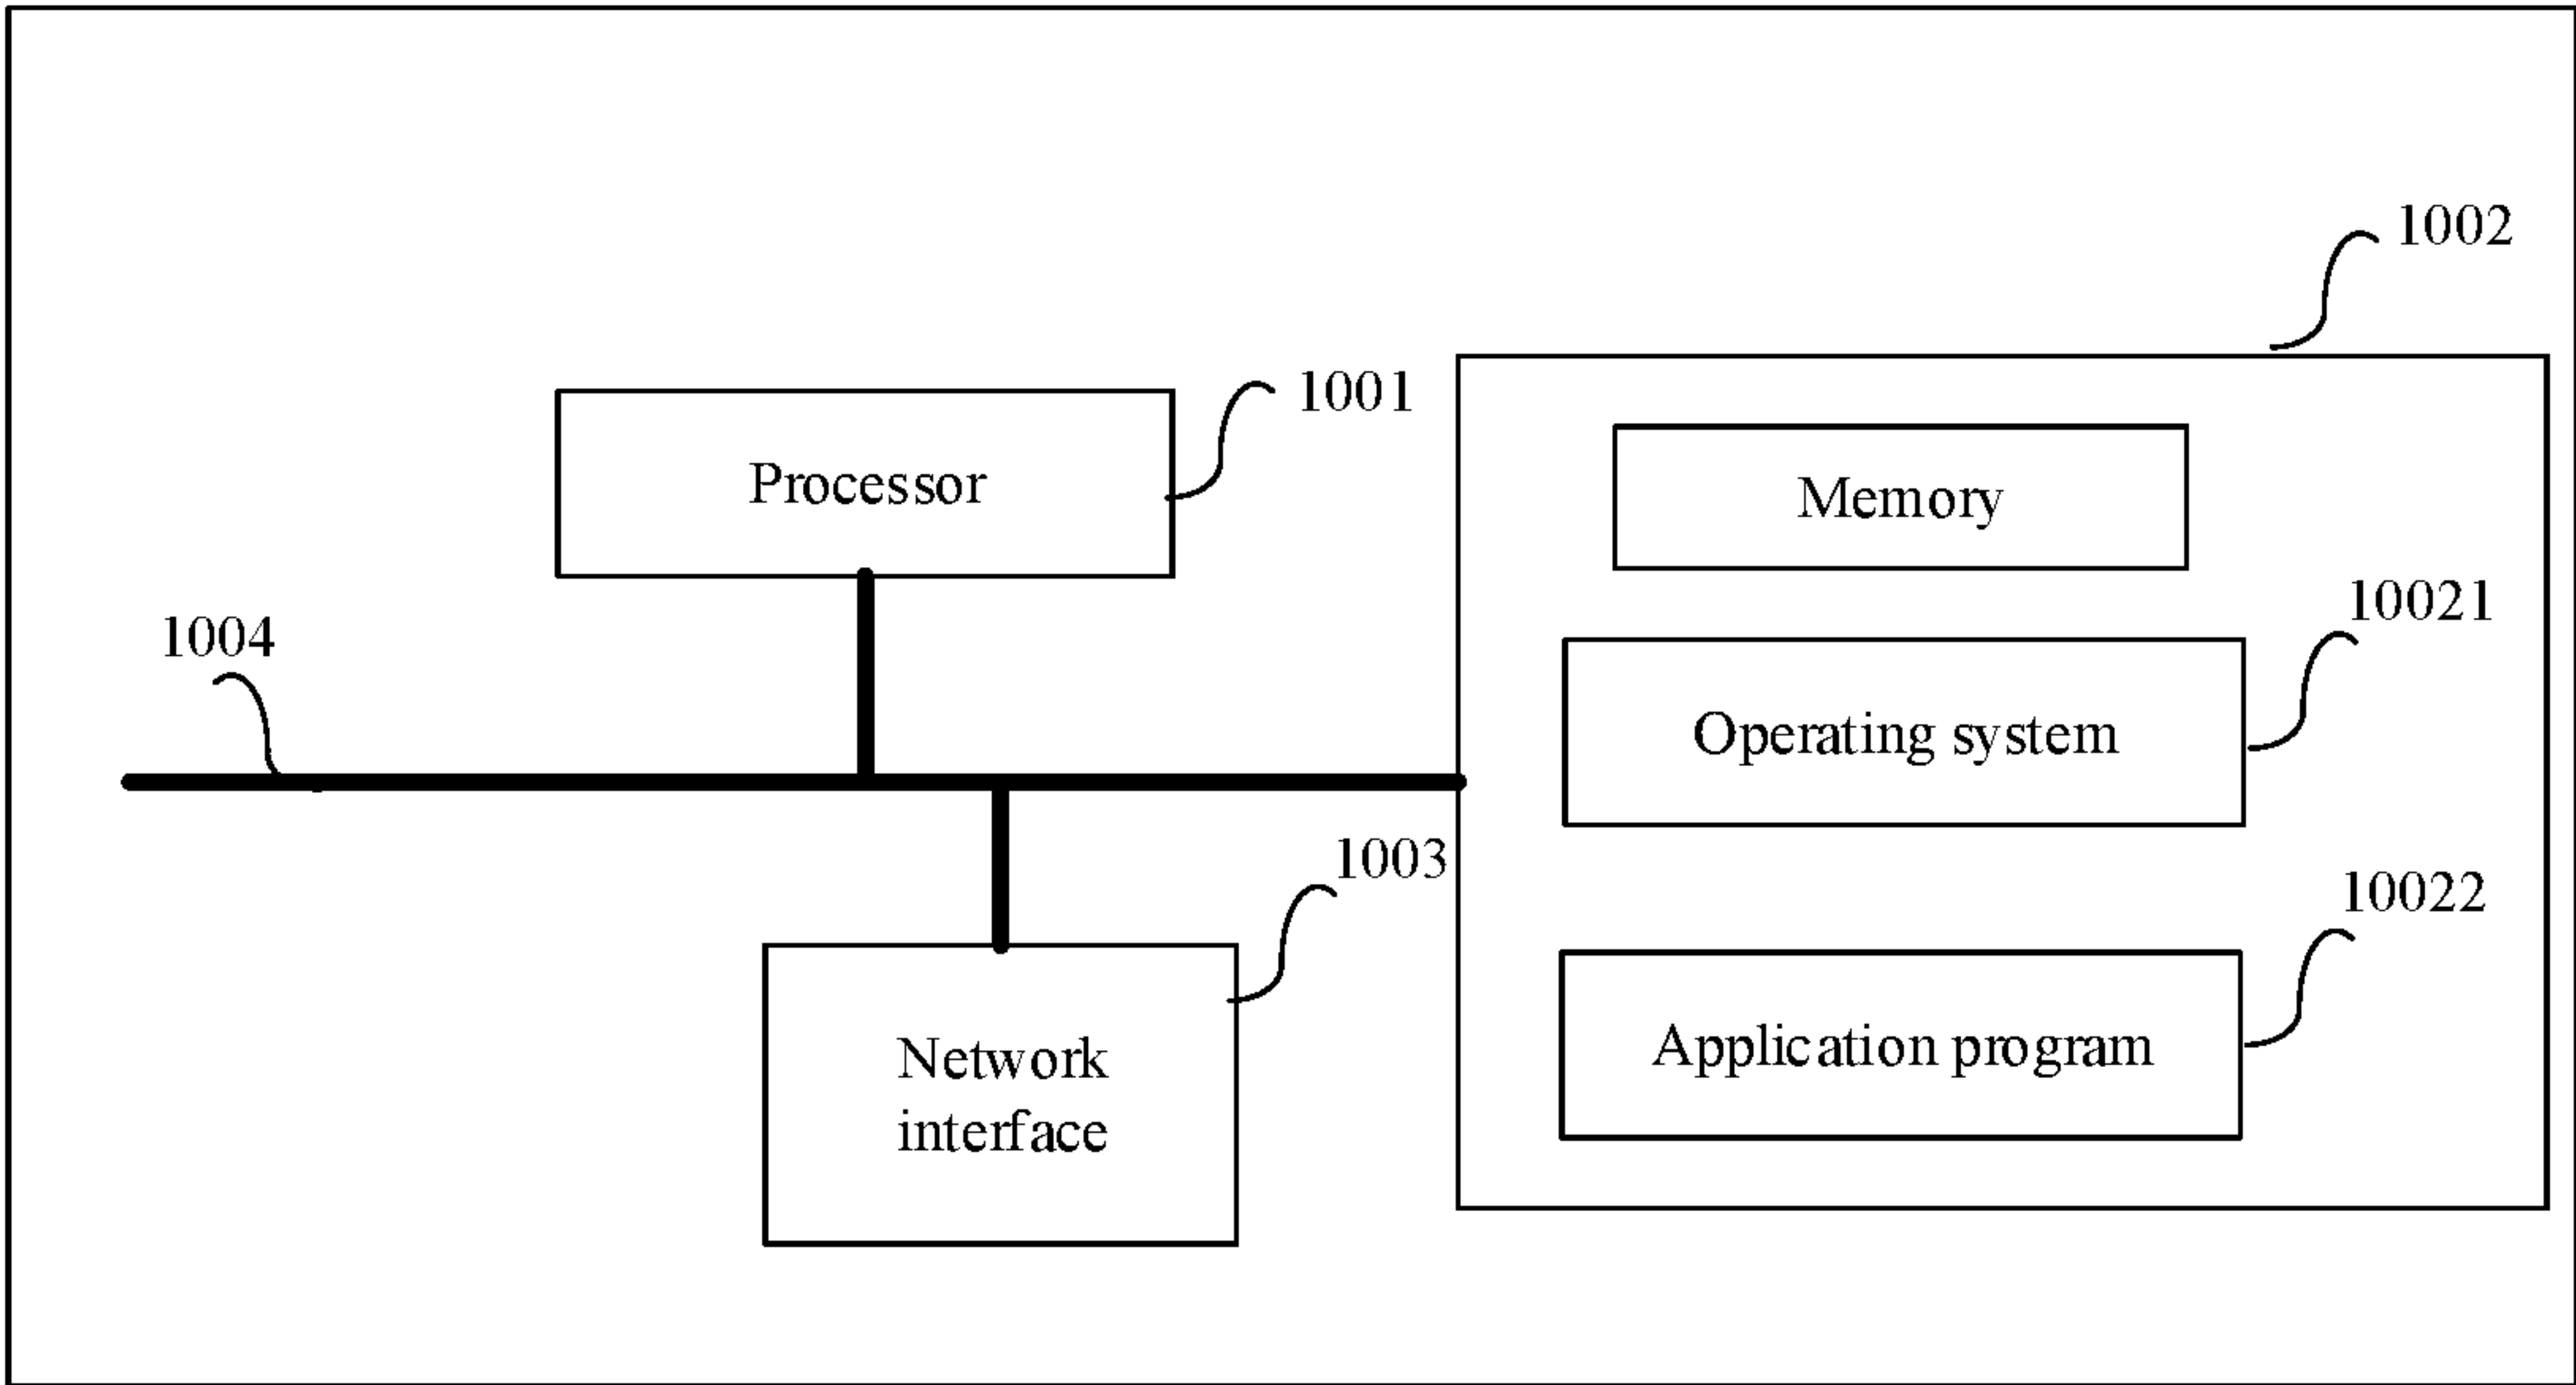 1002
1001
Processor
Memory
10021
1004
Operating system
1003
10022
Network
interface
Application program